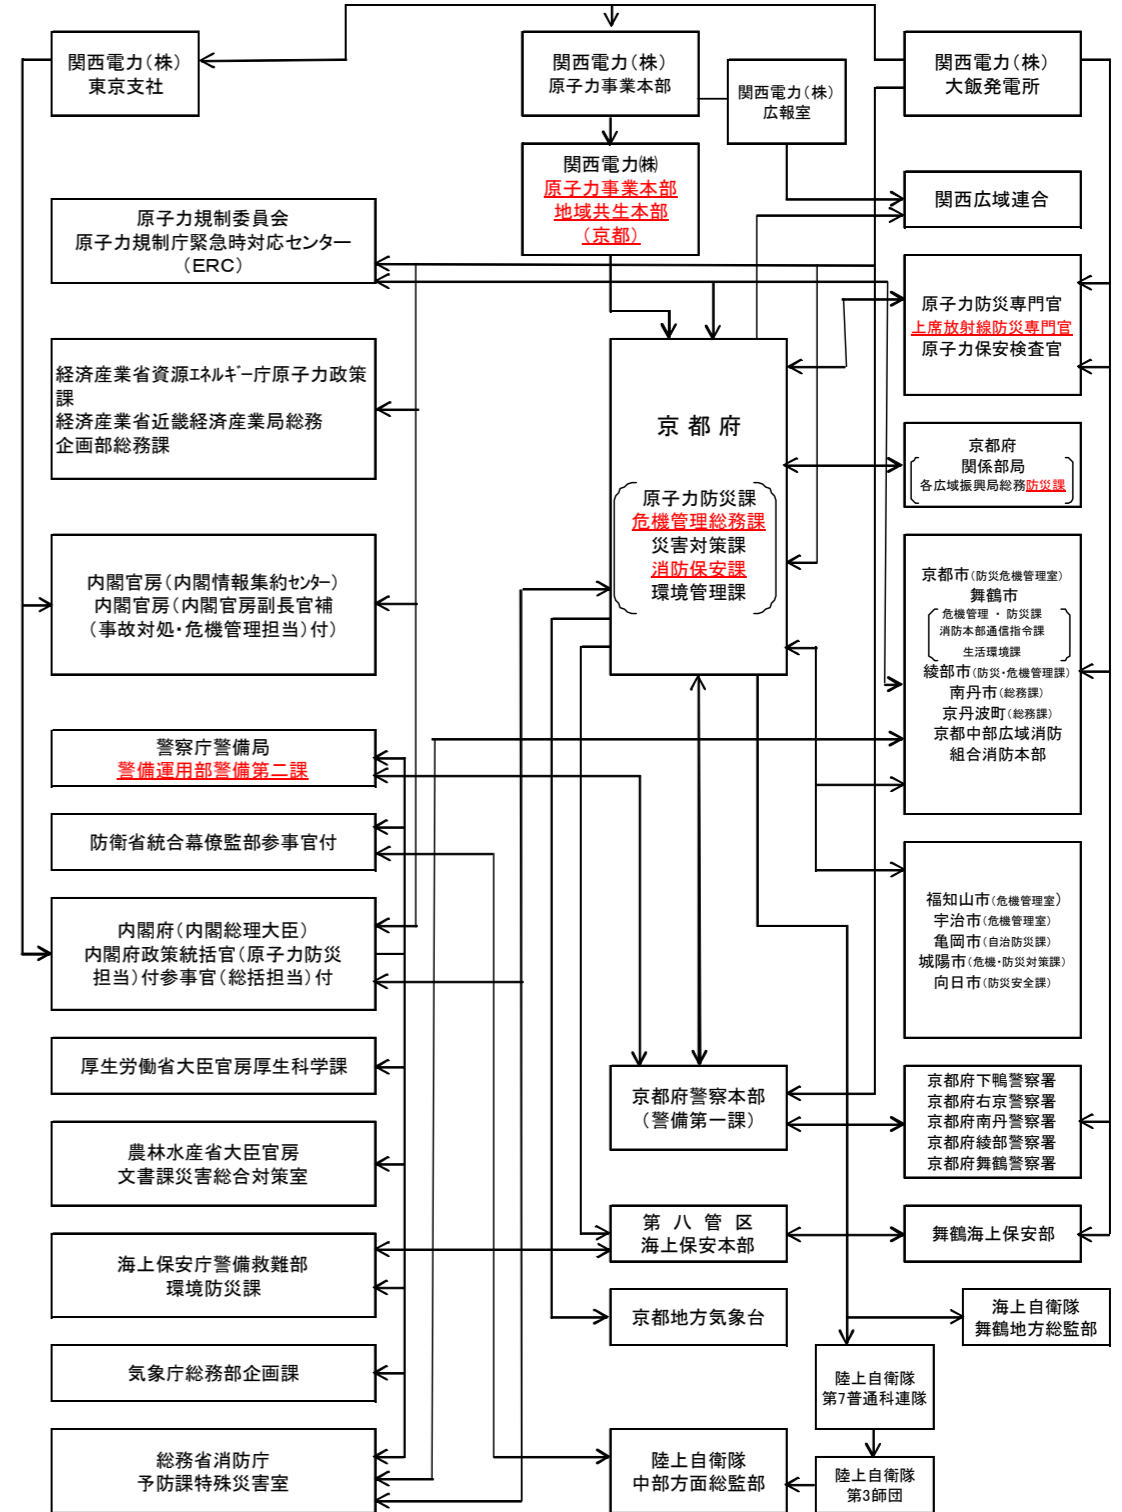 関西電力(株)
東京支社
関西電力(株)
原子力事業本部
関西電力(株)
広報室
関西電力(株)
大飯発電所
関西電力㈱
原子力事業本部
地域共生本部
(京都)
関西広域連合
原子力規制委員会
原子力規制庁緊急時対応センター
(ERC)
原子力防災専門官
上席放射線防災専門官
原子力保安検査官
経済産業省資源エネルギー庁原子力政策
課
経済産業省近畿経済産業局総務
企画部総務課
京都府
原子力防災課
危機管理総務課
災害対策課
消防保安課
環境管理課
京都府
関係部局
各広域振興局総務防災課
内閣官房(内閣情報集約センター)
内閣官房(内閣官房副長官補
(事故対処・危機管理担当)付)
京都市(防災危機管理室)
舞鶴市
危機管理・防災課
消防本部通信指令課
生活環境課
綾部市(防災・危機管理課)
南丹市(総務課)
京丹波町(総務課)
京都中部広域消防
組合消防本部
警察庁警備局
警備運用部警備第二課
防衛省統合幕僚監部参事官付
内閣府(内閣総理大臣)
内閣府政策統括官(原子力防災
担当)付参事官(総括担当)付
福知山市(危機管理室)
宇治市(危機管理室)
亀岡市(自治防災課)
城陽市(危機・防災対策課)
向日市(防災安全課)
厚生労働省大臣官房厚生科学課
京都府警察本部
(警備第一課)
京都府下鴨警察署
京都府右京警察署
京都府南丹警察署
京都府綾部警察署
京都府舞鶴警察署
農林水産省大臣官房
文書課災害総合対策室
第八管区
海上保安本部
舞鶴海上保安部
海上保安庁警備救難部
環境防災課
京都地方気象台
海上自衛隊
舞鶴地方総監部
気象庁総務部企画課
陸上自衛隊
第7普通科連隊
総務省消防庁
予防課特殊災害室
陸上自衛隊
中部方面総監部
陸上自衛隊
第3師団